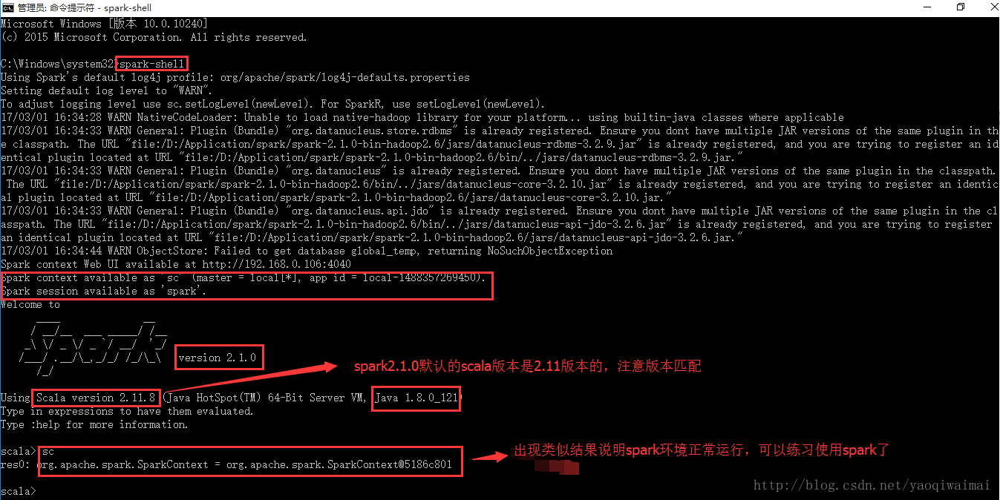 管理员: 命令提示符 - spark-shell
Microsoft Windows [版本 10.0.10240]
(c) 2015 Microsoft Corporation. All rights reserved.
C:\Windows\system32>spark-shell
Using Spark's default log4j profile: org/apache/spark/log4j-defaults.properties
Setting default log level to "WARN".
To adjust logging level use sc.setLogLevel(newLevel). For SparkR, use setLogLevel(newLevel).
17/03/01 16:34:28 WARN NativeCodeLoader: Unable to load native-hadoop library for your platform... using builtin-java classes where applicable
17/03/01 16:34:33 WARN General: Plugin (Bundle) "org.datanucleus.store.rdbms" is already registered. Ensure you dont have multiple JAR versions of the same plugin in th
e classpath. The URL "file:/D:/Application/spark/spark-2.1.0-bin-hadoop2.6/jars/datanucleus-rdbms-3.2.9.jar" is already registered, and you are trying to register an id
entical plugin located at URL "file:/D:/Application/spark/spark-2.1.0-bin-hadoop2.6/bin/../jars/datanucleus-rdbms-3.2.9.jar."
17/03/01 16:34:33 WARN General: Plugin (Bundle) "org.datanucleus" is already registered. Ensure you dont have multiple JAR versions of the same plugin in the classpath.
The URL "file:/D:/Application/spark/spark-2.1.0-bin-hadoop2.6/bin/../jars/datanucleus-core-3.2.10.jar" is already registered, and you are trying to register an identic
al plugin located at URL "file:/D:/Application/spark/spark-2.1.0-bin-hadoop2.6/jars/datanucleus-core-3.2.10.jar."
17/03/01 16:34:33 WARN General: Plugin (Bundle) "org.datanucleus.api.jdo" is already registered. Ensure you dont have multiple JAR versions of the same plugin in the cl
asspath. The URL "file:/D:/Application/spark/spark-2.1.0-bin-hadoop2.6/bin/../jars/datanucleus-api-jdo-3.2.6.jar" is already registered, and you are trying to register
an identical plugin located at URL "file:/D:/Application/spark/spark-2.1.0-bin-hadoop2.6/jars/datanucleus-api-jdo-3.2.6.jar."
17/03/01 16:34:44 WARN ObjectStore: Failed to get database global_temp, returning NoSuchObjectException
Spark context Web UI available at http://192.168.0.106:4040
Spark context available as 'sc' (master = local[*], app id = local-1488357269450).
Spark session available as 'spark'.
Welcome to
Spark
version 2.1.0
spark2.1.0默认的scala版本是2.11版本的，注意版本匹配
Using Scala version 2.11.8 (Java HotSpot(TM) 64-Bit Server VM, Java 1.8.0_121)
Type in expressions to have them evaluated.
Type :help for more information.
scala> sc
出现类似结果说明spark环境正常运行，可以练习使用spark了
res0: org.apache.spark.SparkContext = org.apache.spark.SparkContext@5186c801
scala>
http://blog.csdn.net/yaoqiwaimai